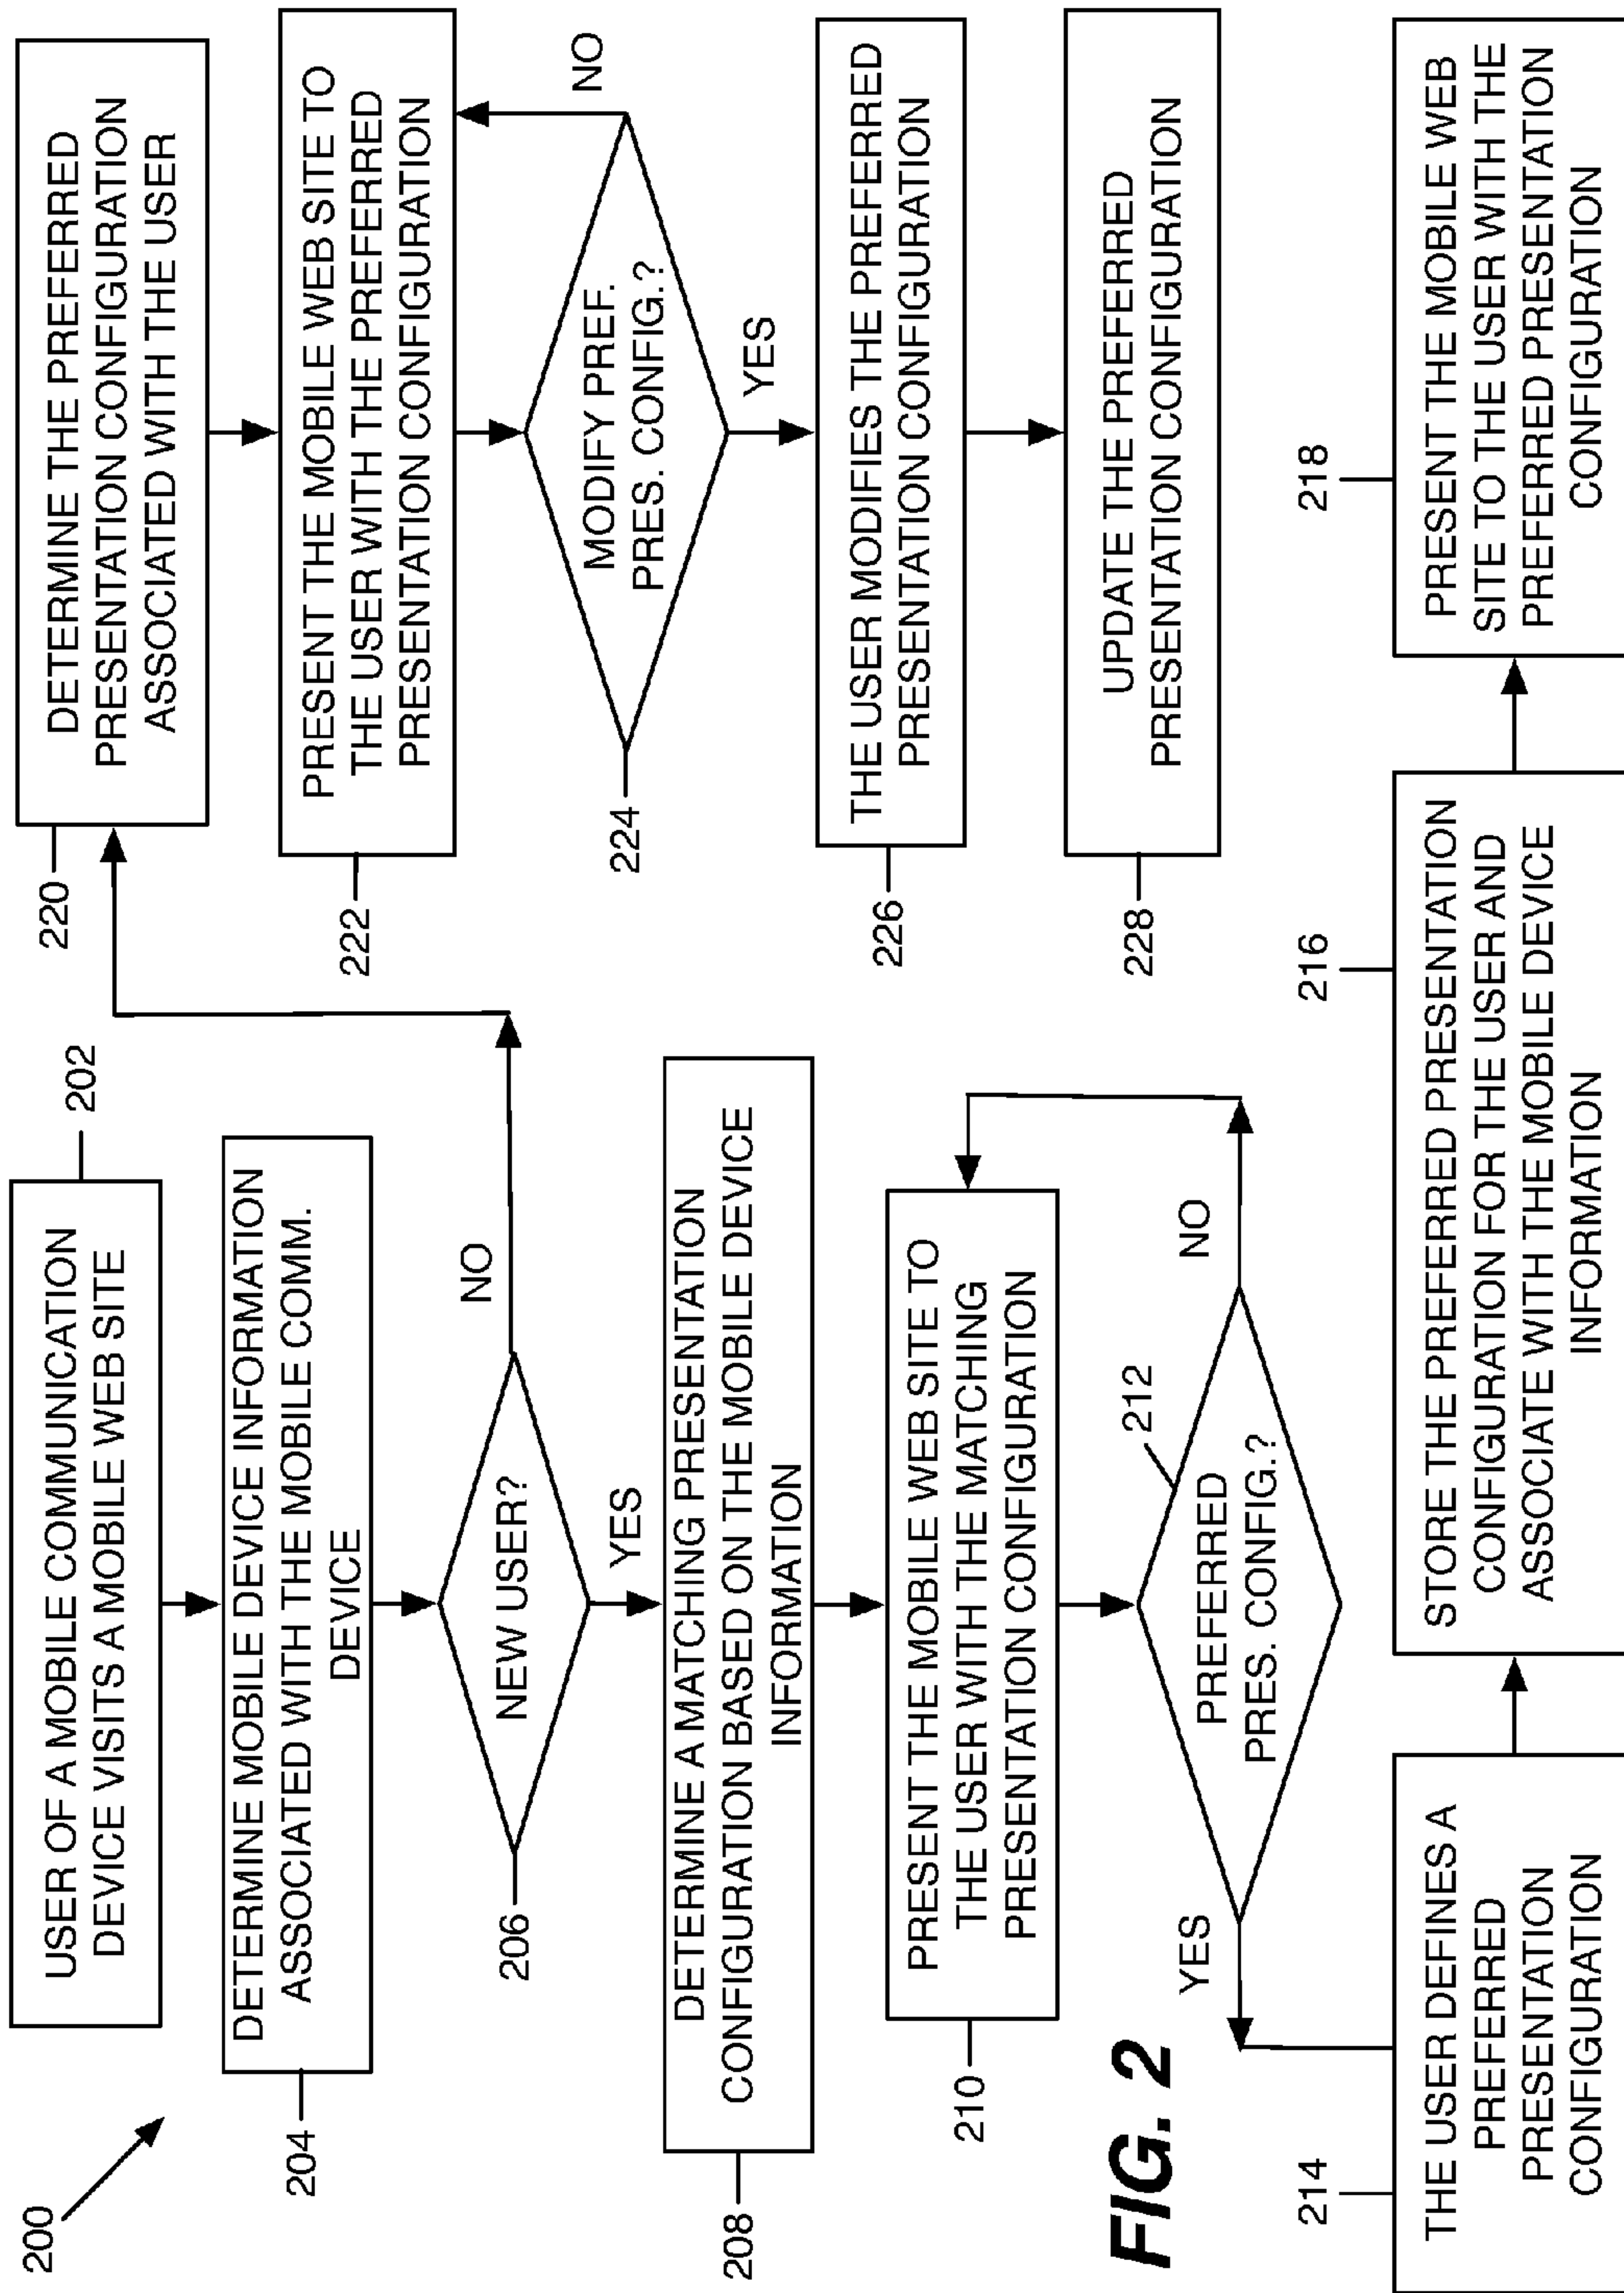 200
202
USER OF A MOBILE COMMUNICATION
DEVICE VISITS A MOBILE WEB SITE
204
DETERMINE MOBILE DEVICE INFORMATION
ASSOCIATED WITH THE MOBILE COMM.
DEVICE
206
NEW USER?
NO
YES
208
DETERMINE A MATCHING PRESENTATION
CONFIGURATION BASED ON THE MOBILE DEVICE
INFORMATION
210
PRESENT THE MOBILE WEB SITE TO
THE USER WITH THE MATCHING
PRESENTATION CONFIGURATION
212
PREFERRED
PRES. CONFIG.?
YES
NO
FIG. 2
214
THE USER DEFINES A
PREFERRED
PRESENTATION
CONFIGURATION
216
STORE THE PREFERRED PRESENTATION
CONFIGURATION FOR THE USER AND
ASSOCIATE WITH THE MOBILE DEVICE
INFORMATION
218
PRESENT THE MOBILE WEB
SITE TO THE USER WITH THE
PREFERRED PRESENTATION
CONFIGURATION
220
DETERMINE THE PREFERRED
PRESENTATION CONFIGURATION
ASSOCIATED WITH THE USER
222
PRESENT THE MOBILE WEB SITE TO
THE USER WITH THE PREFERRED
PRESENTATION CONFIGURATION
224
MODIFY PREF.
PRES. CONFIG.?
NO
YES
226
THE USER MODIFIES THE PREFERRED
PRESENTATION CONFIGURATION
228
UPDATE THE PREFERRED
PRESENTATION CONFIGURATION